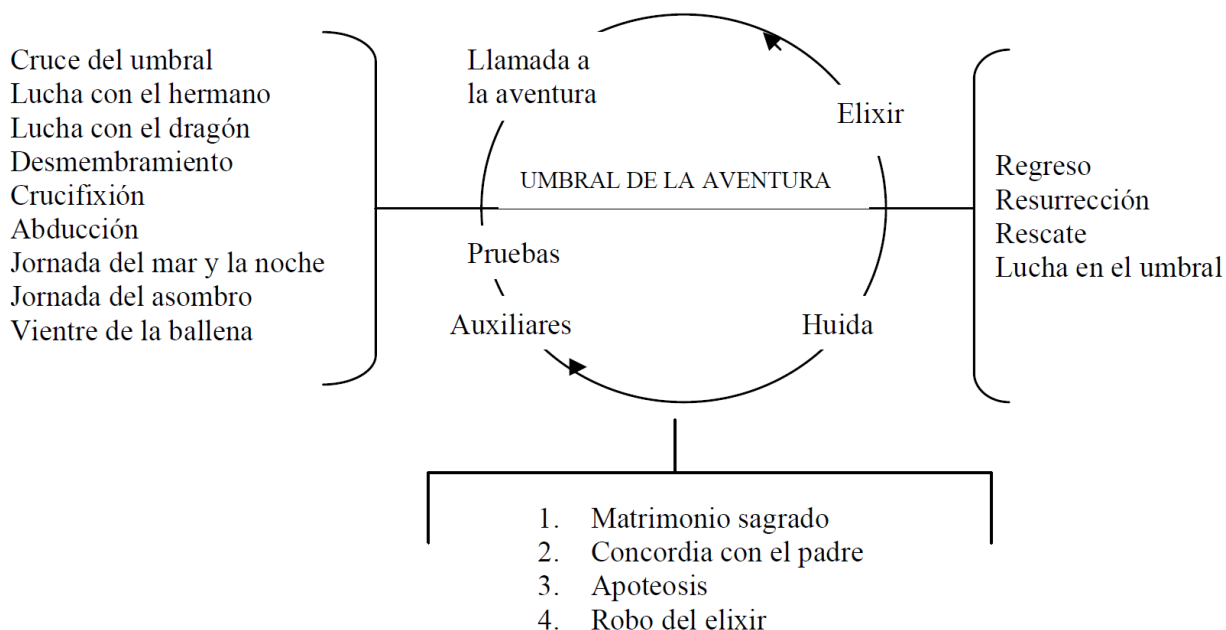 Cruce del umbral
Lucha con el hermano
Lucha con el dragón
Desmembramiento
Crucifixión
Abducción
Jornada del mar y la noche
Jornada del asombro
Vientre de la ballena
Llamada a
la aventura
Elixir
UMBRAL DE LA AVENTURA
Pruebas
Auxiliares
Huida
Regreso
Resurrección
Rescate
Lucha en el umbral
1. Matrimonio sagrado
2. Concordia con el padre
3. Apoteosis
4. Robo del elixir